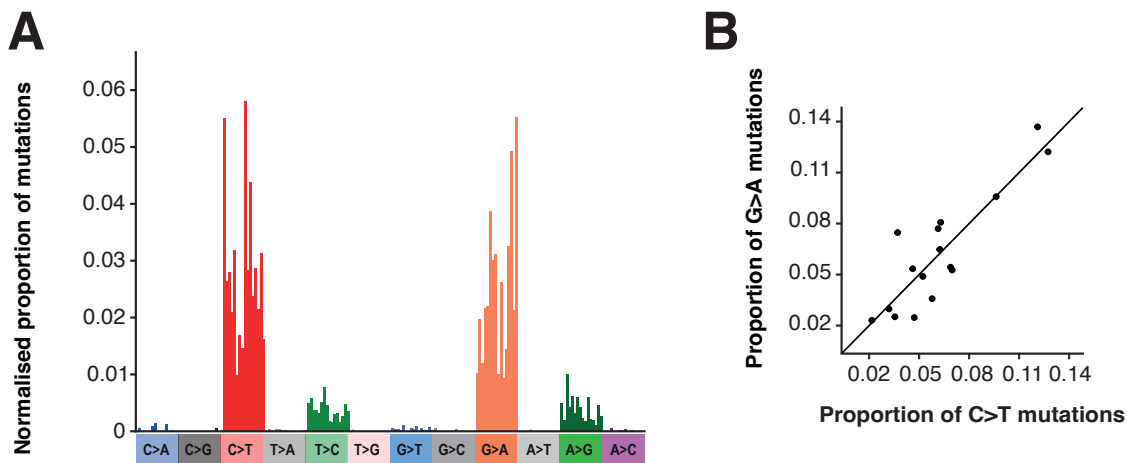 A
Normalised proportion of mutations
0.06
0.05
0.04
0.03
0.02
0.01
0
C>A C>G C>T T>A T>C T>G G>T G>C G>A A>T A>G A>C
B
Proportion of G>A mutations
0.14
0.11
0.08
0.05
0.02
0.02 0.05 0.08 0.11 0.14
Proportion of C>T mutations